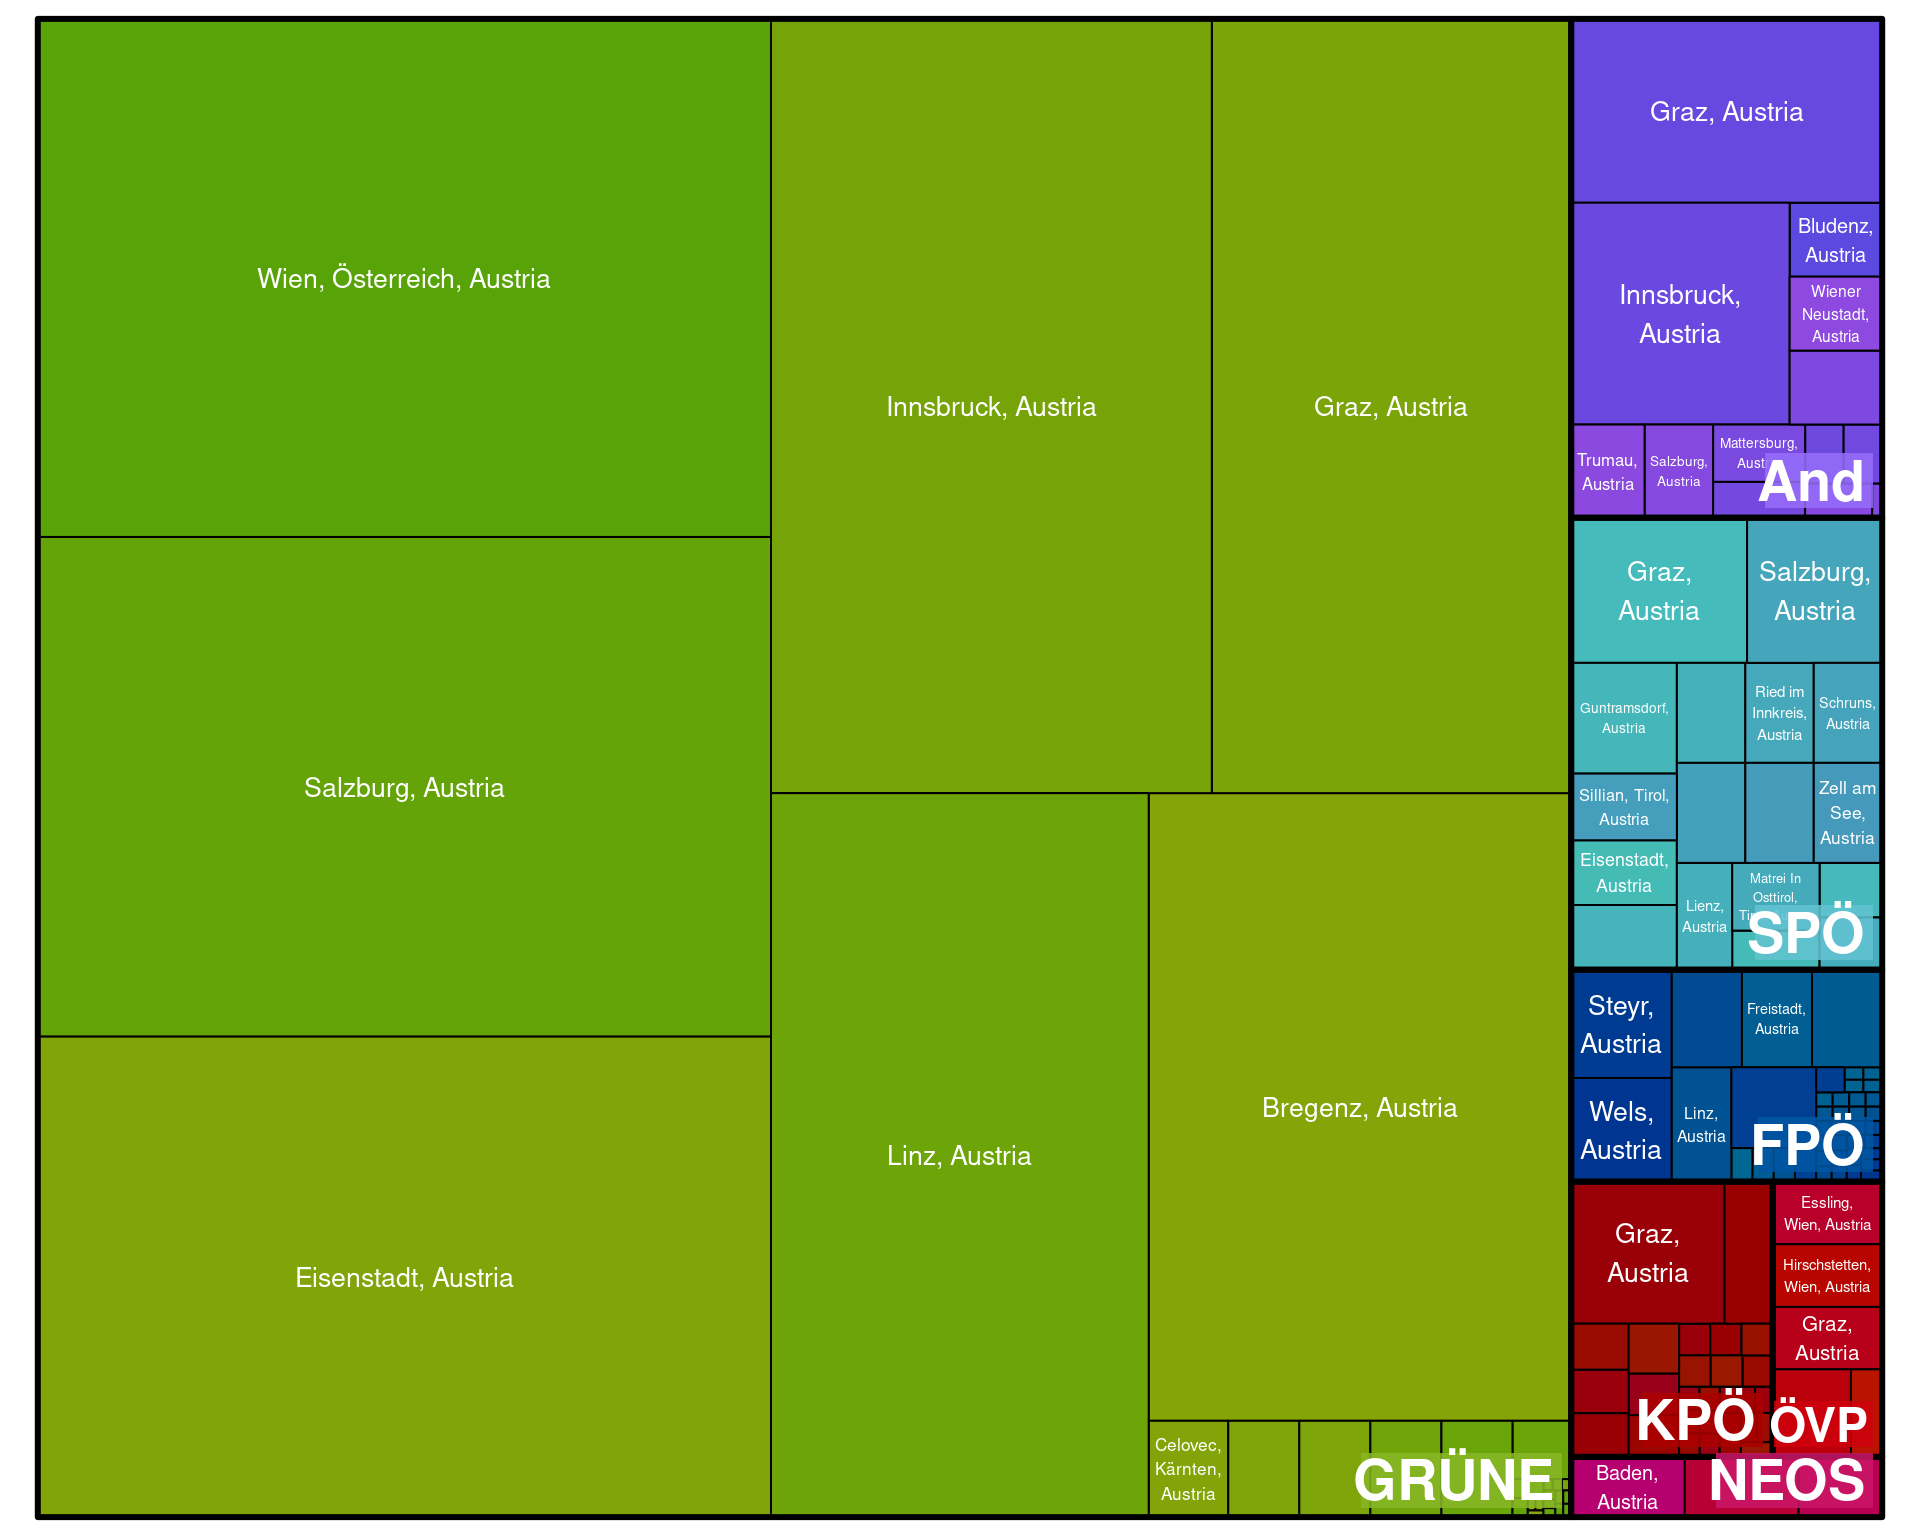 Wien, Österreich, Austria
Salzburg, Austria
Eisenstadt, Austria
Innsbruck, Austria
Graz, Austria
Linz, Austria
Bregenz, Austria
Celovec,
Kärnten,
Austria
GRÜNE
Graz, Austria
Innsbruck,
Austria
Bludenz,
Austria
Wiener
Neustadt,
Austria
Trumau,
Austria
Salzburg,
Austria
Mattersburg,
And
Graz,
Austria
Salzburg,
Austria
Guntramsdorf,
Austria
Ried im
Innkreis,
Austria
Schruns,
Austria
Sillian, Tirol,
Austria
Zell am
See,
Austria
Eisenstadt,
Austria
Lienz,
Austria
Matrei In
Osttirol,
SPÖ
Steyr,
Austria
Freistadt,
Austria
Wels,
Austria
Linz,
Austria
FPÖ
Graz,
Austria
KPÖ
Essling,
Wien, Austria
Hirschstetten,
Wien, Austria
Graz,
Austria
ÖVP
Baden,
Austria
NEOS